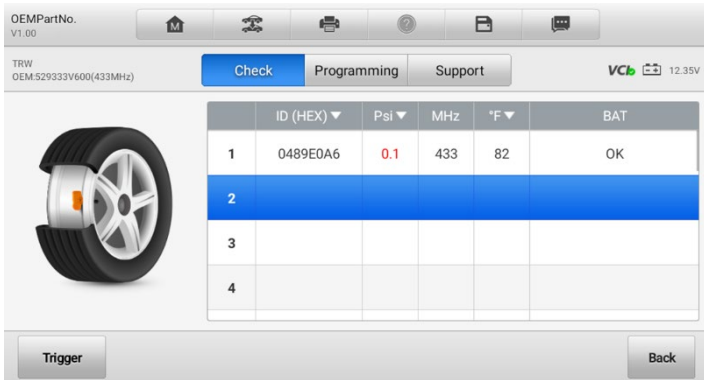 OEMPartNo.
V1.00
M
TRW
OEM:529333V600(433MHz)
Check Programming Support
VCI 12.35V
ID (HEX) ▼ Psi ▼ MHz °F ▼ BAT
1 0489E0A6 0.1 433 82 OK
2
3
4
Trigger Back